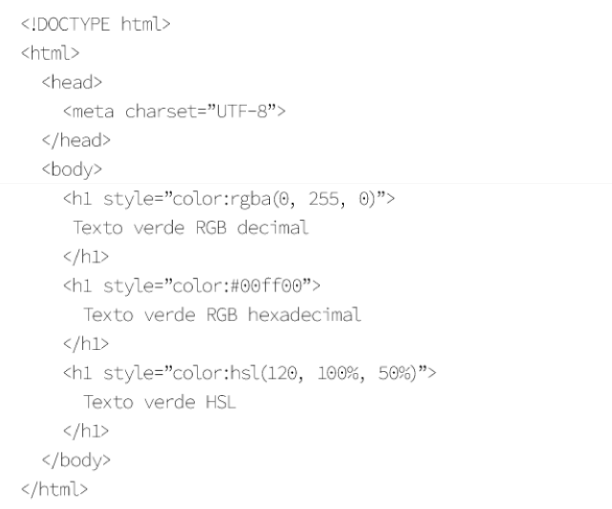 <!DOCTYPE html>
<html>
<head>
<meta charset=”UTF-8”>
</head>
<body>
<h1 style=”color:rgba(0, 255, 0)”>
Texto verde RGB decimal
</h1>
<h1 style=”color:#00ff00”>
Texto verde RGB hexadecimal
</h1>
<h1 style=”color:hsl(120, 100%, 50%)”>
Texto verde HSL
</h1>
</body>
</html>